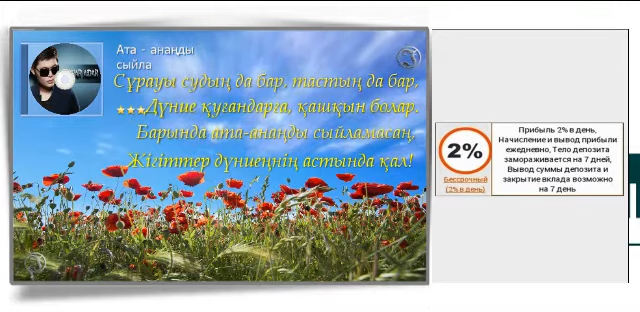 Ата - ананды
сыйла
Сұрауы судың да бар, тастың да бар,
Дүние қуғандарға, қашқын болар.
Барында ата-ананды сыйламасаң,
Жігіттер дүниеңнің астында қал!
2%
Бессрочный
(2% в день)
Прибыль 2% в день,
Начисление и вывод прибыли
ежедневно, Тело депозита
замораживается на 7 дней,
Вывод суммы депозита и
закрытие вклада возможно
на 7 день